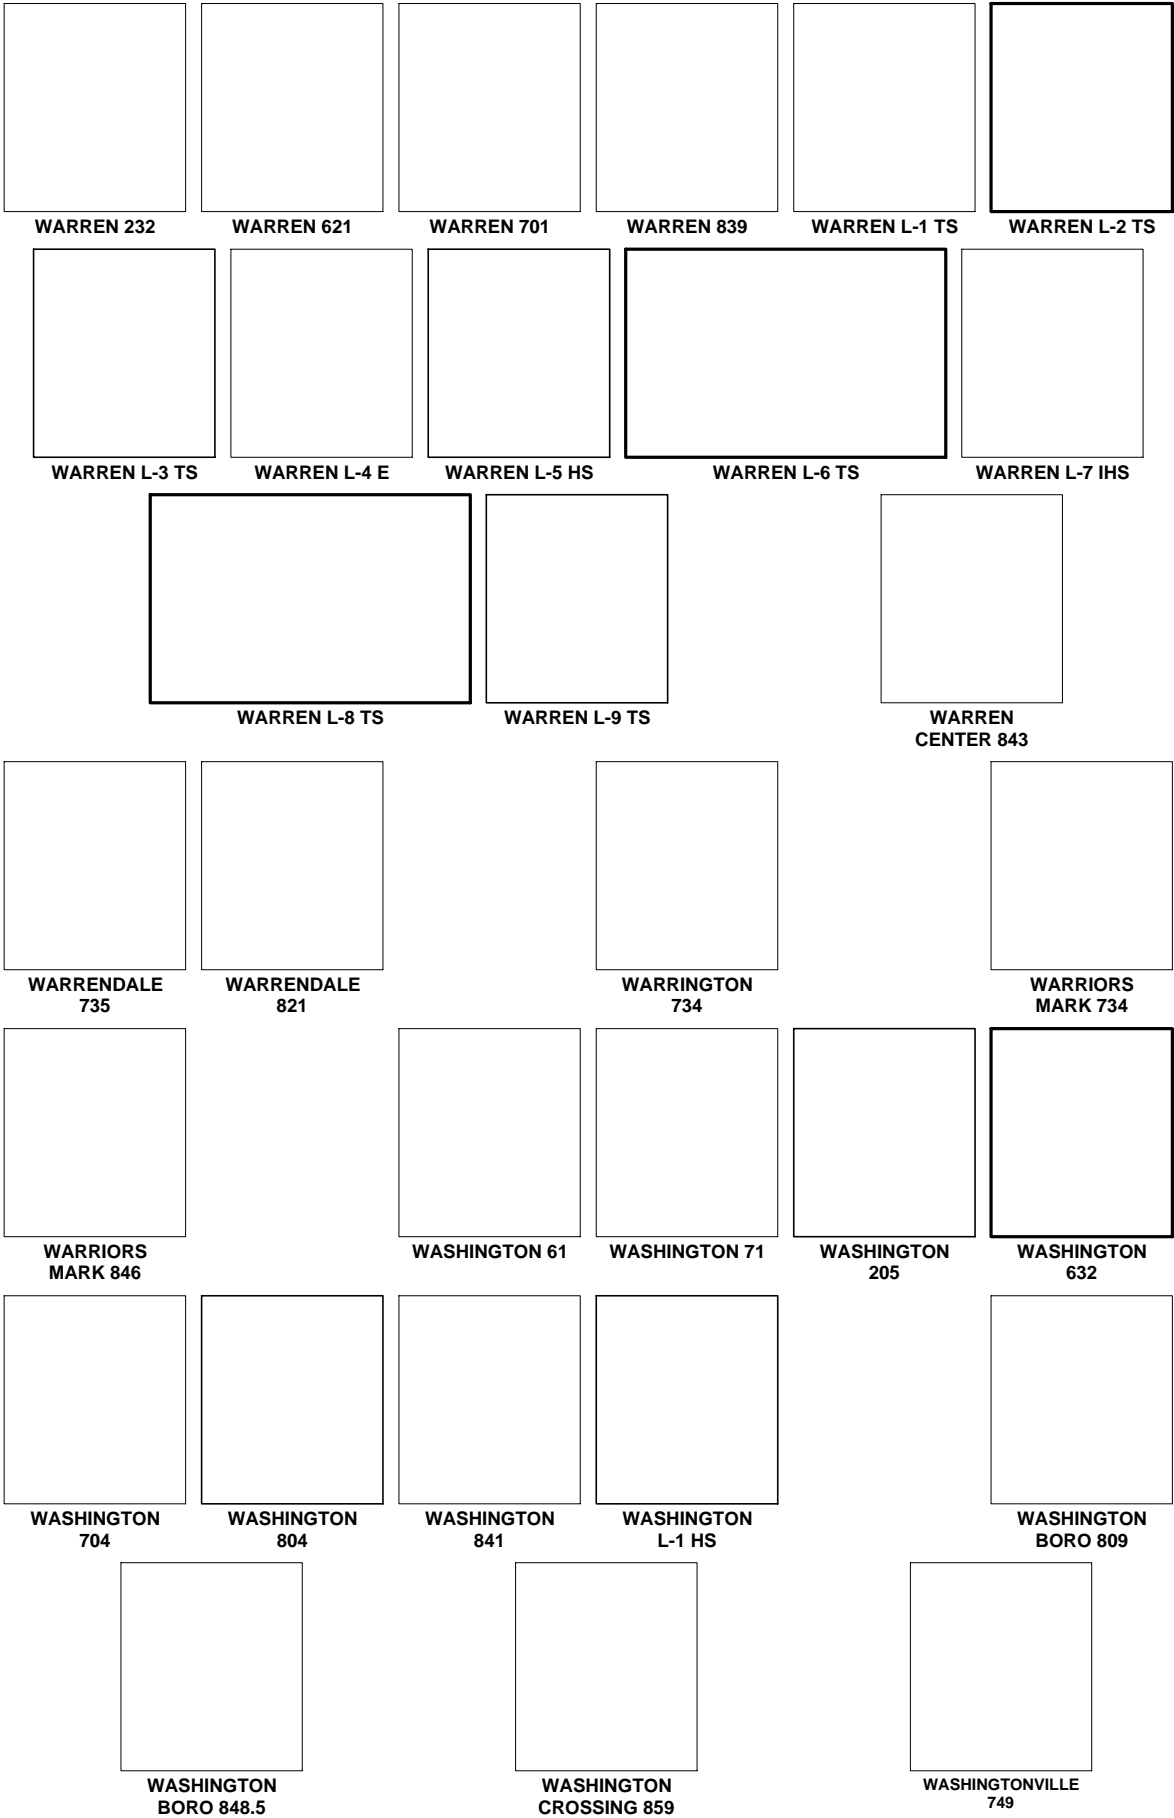 WARREN 232
WARREN 621
WARREN 701
WARREN 839
WARREN L-1 TS
WARREN L-2 TS
WARREN L-3 TS
WARREN L-4 E
WARREN L-5 HS
WARREN L-6 TS
WARREN L-7 IHS
WARREN L-8 TS
WARREN L-9 TS
WARREN
CENTER 843
WARRENDALE
735
WARRENDALE
821
WARRINGTON
734
WARRIORS
MARK 734
WARRIORS
MARK 846
WASHINGTON 61
WASHINGTON 71
WASHINGTON
205
WASHINGTON
632
WASHINGTON
704
WASHINGTON
804
WASHINGTON
841
WASHINGTON
L-1 HS
WASHINGTON
BORO 809
WASHINGTON
BORO 848.5
WASHINGTON
CROSSING 859
WASHINGTONVILLE
749